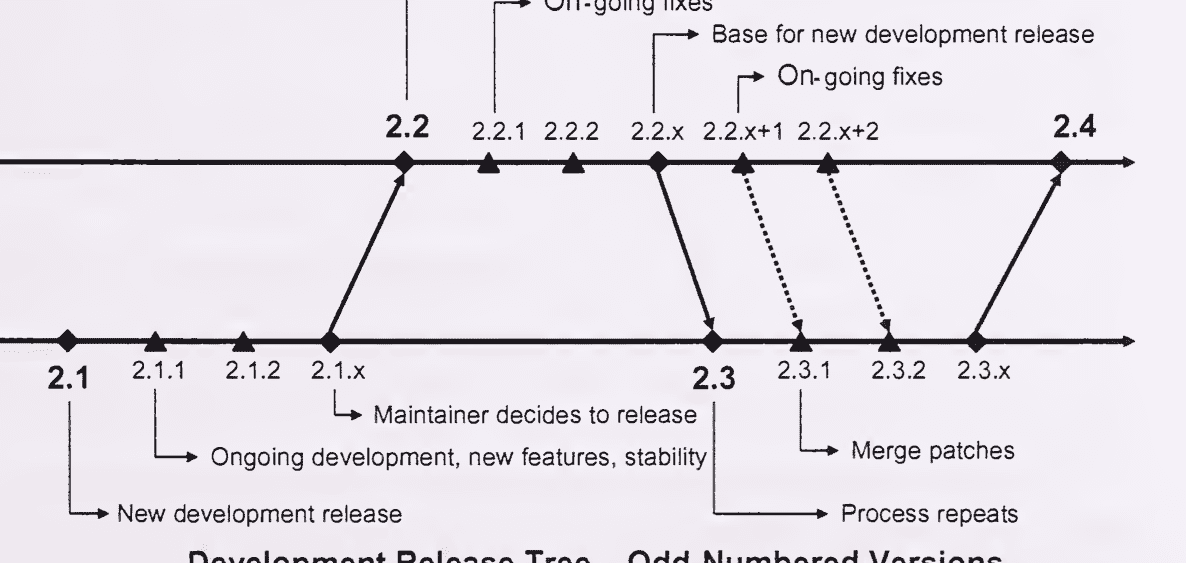 On-going fixes
Base for new development release
On-going fixes
2.2 2.2.1 2.2.2 2.2.x 2.2.x+1 2.2.x+2 2.4
2.1 2.1.1 2.1.2 2.1.x 2.3 2.3.1 2.3.2 2.3.x
Maintainer decides to release
Ongoing development, new features, stability
Merge patches
New development release
Process repeats
Development Release Tree – Odd Numbered Versions